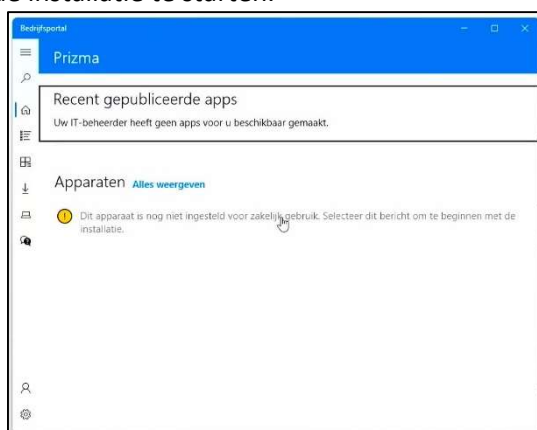 de installatie te starten.
Bedrijfsportal
Prizma
Recent gepubliceerde apps
Uw IT-beheerder heeft geen apps voor u beschikbaar gemaakt.
Apparaten Alles weergeven
Dit apparaat is nog niet ingesteld voor zakelijk gebruik. Selecteer dit bericht om te beginnen met de
installatie.